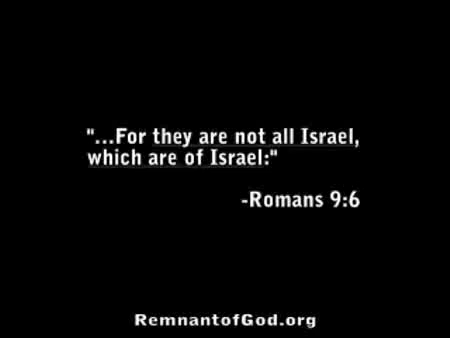 "...For they are not all Israel,
which are of Israel:"
-Romans 9:6
RemnantofGod.org